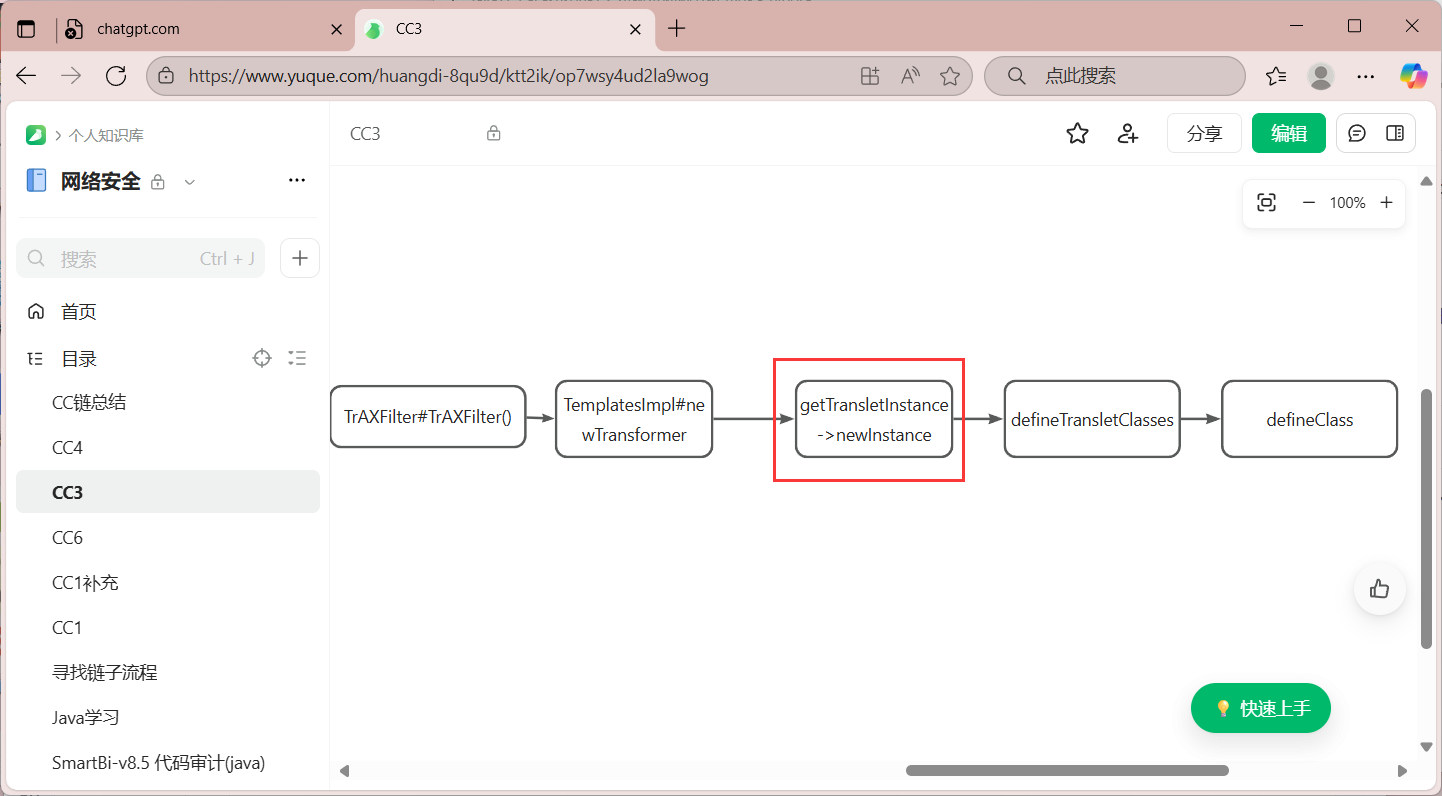 chatgpt.com
CC3
https://www.yuque.com/huangdi-8qu9d/ktt2ik/op7wsy4ud2la9wog
点此搜索
个人知识库
CC3
分享
编辑
网络安全
100%
搜索
Ctrl + J
首页
目录
CC链总结
CC4
CC3
CC6
CC1补充
CC1
寻找链子流程
Java学习
SmartBi-v8.5 代码审计(java)
TrAXFilter#TrAXFilter()
TemplatesImpl#ne
wTransformer
getTransletInstance
->newInstance
defineTransletClasses
defineClass
快速上手